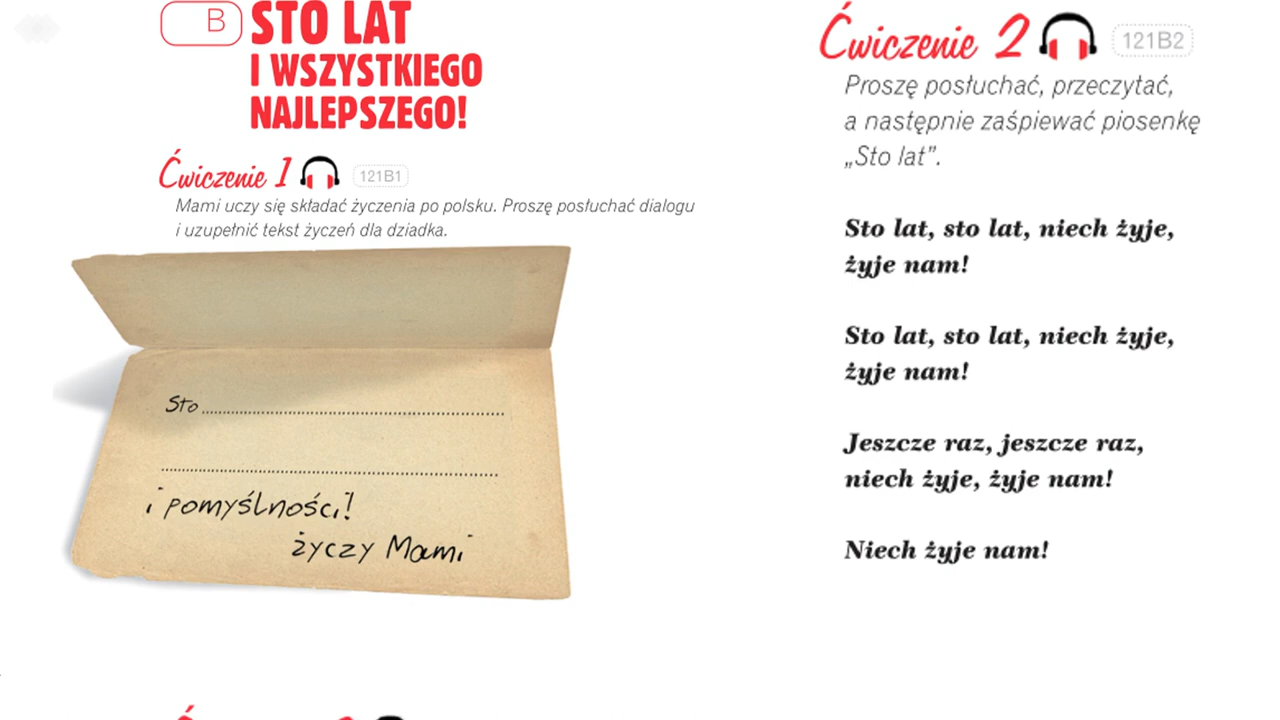 B
STO LAT
I WSZYSTKIEGO
NAJLEPSZEGO!
Ćwiczenie 1 121B1
Mami uczy się składać życzenia po polsku. Proszę posłuchać dialogu
i uzupełnić tekst życzeń dla dziadka.
Sto ........................................
........................................
i pomyślności!
życzy Mami
Ćwiczenie 2 121B2
Proszę posłuchać, przeczytać,
a następnie zaśpiewać piosenkę
„Sto lat”.
Sto lat, sto lat, niech żyje,
żyje nam!
Sto lat, sto lat, niech żyje,
żyje nam!
Jeszcze raz, jeszcze raz,
niech żyje, żyje nam!
Niech żyje nam!